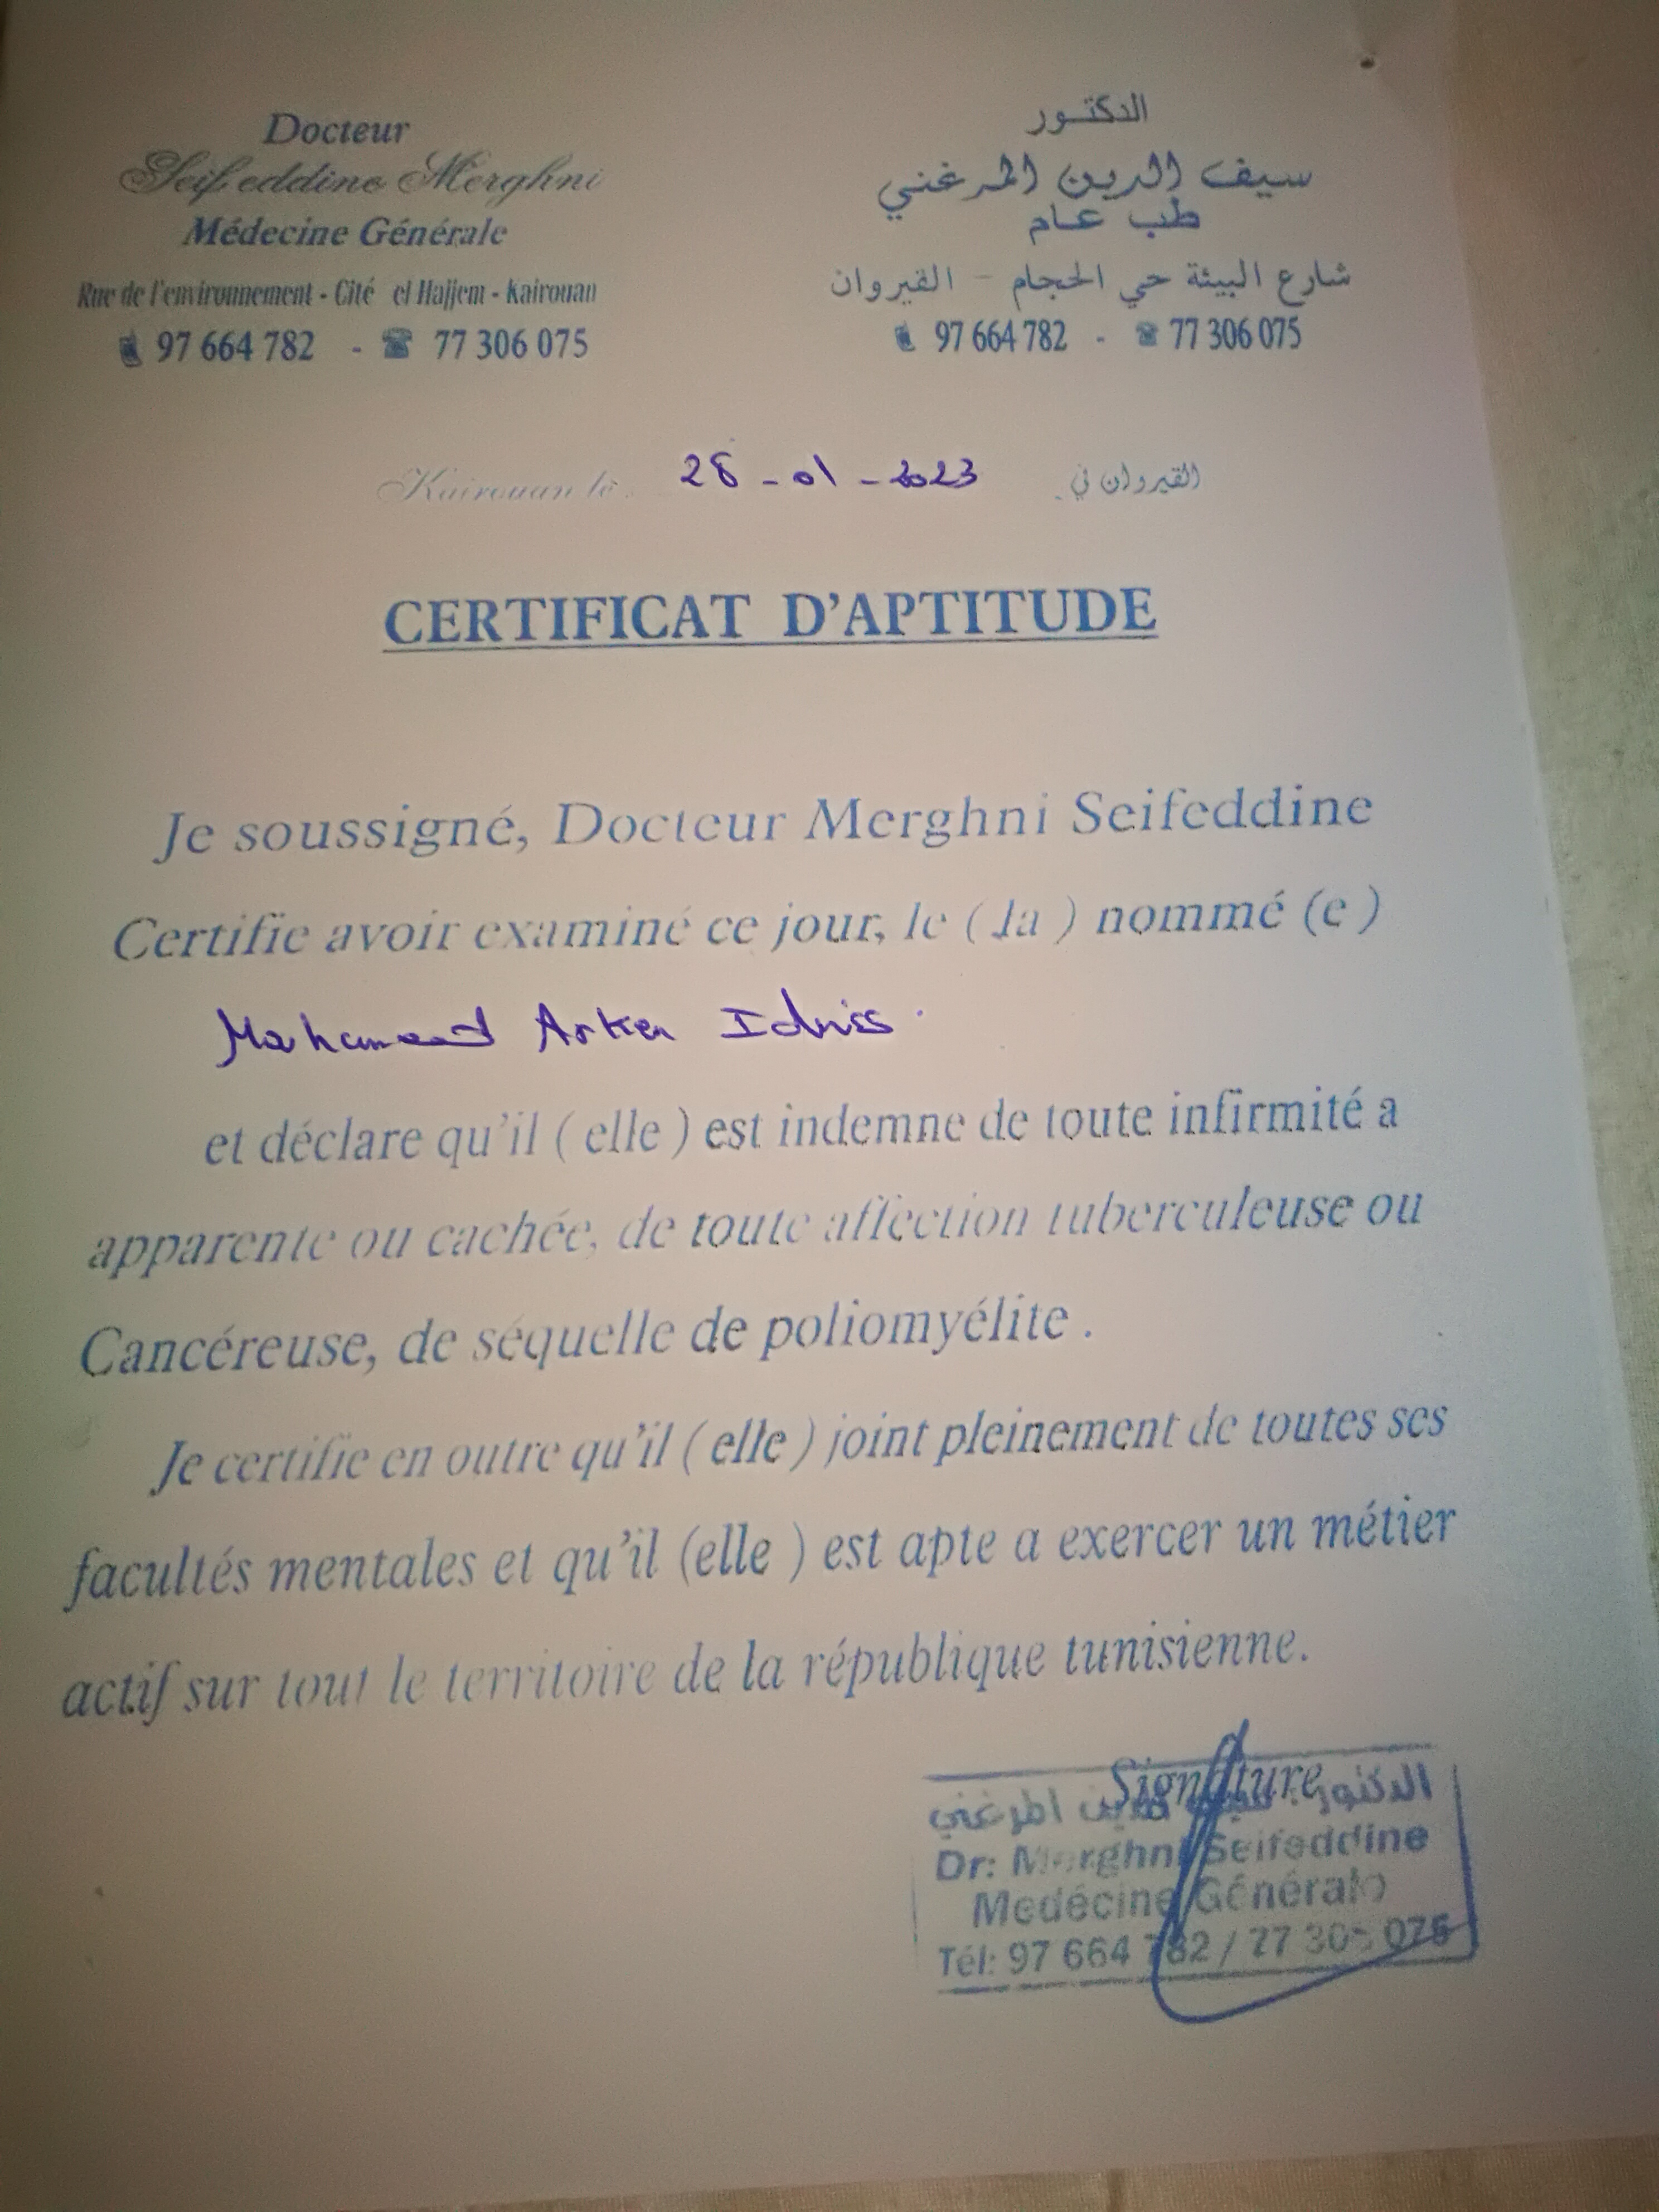 Docteur
Seifeddine Merghni
Médecine Générale
Rue de l'environnement - Cité el Hajjem - kairouan
97 664 782 - 77 306 075
الدكتور
سيف الدين المرغني
طب عام
شارع البيئة حي الحجام - القيروان
97 664 782 - 77 306 075
Kairouan le : 28-01-2023 القيروان في
CERTIFICAT D'APTITUDE
Je soussigné, Docteur Merghni Seifeddine
Certifie avoir examiné ce jour, le ( la ) nommé (e )
Mohamed Idriss
et déclare qu'il ( elle ) est indemne de toute infirmité a
apparente ou cachée, de toute affection tuberculeuse ou
Cancéreuse, de séquelle de poliomyélite .
Je certifie en outre qu'il ( elle ) joint pleinement de toutes ses
facultés mentales et qu'il (elle ) est apte a exercer un métier
actif sur tout le territoire de la république tunisienne.
Signature
الدكتور: سيف الدين المرغني
Dr: Merghni Seifeddine
Medécine Générale
Tél: 97 664 782 / 77 306 075